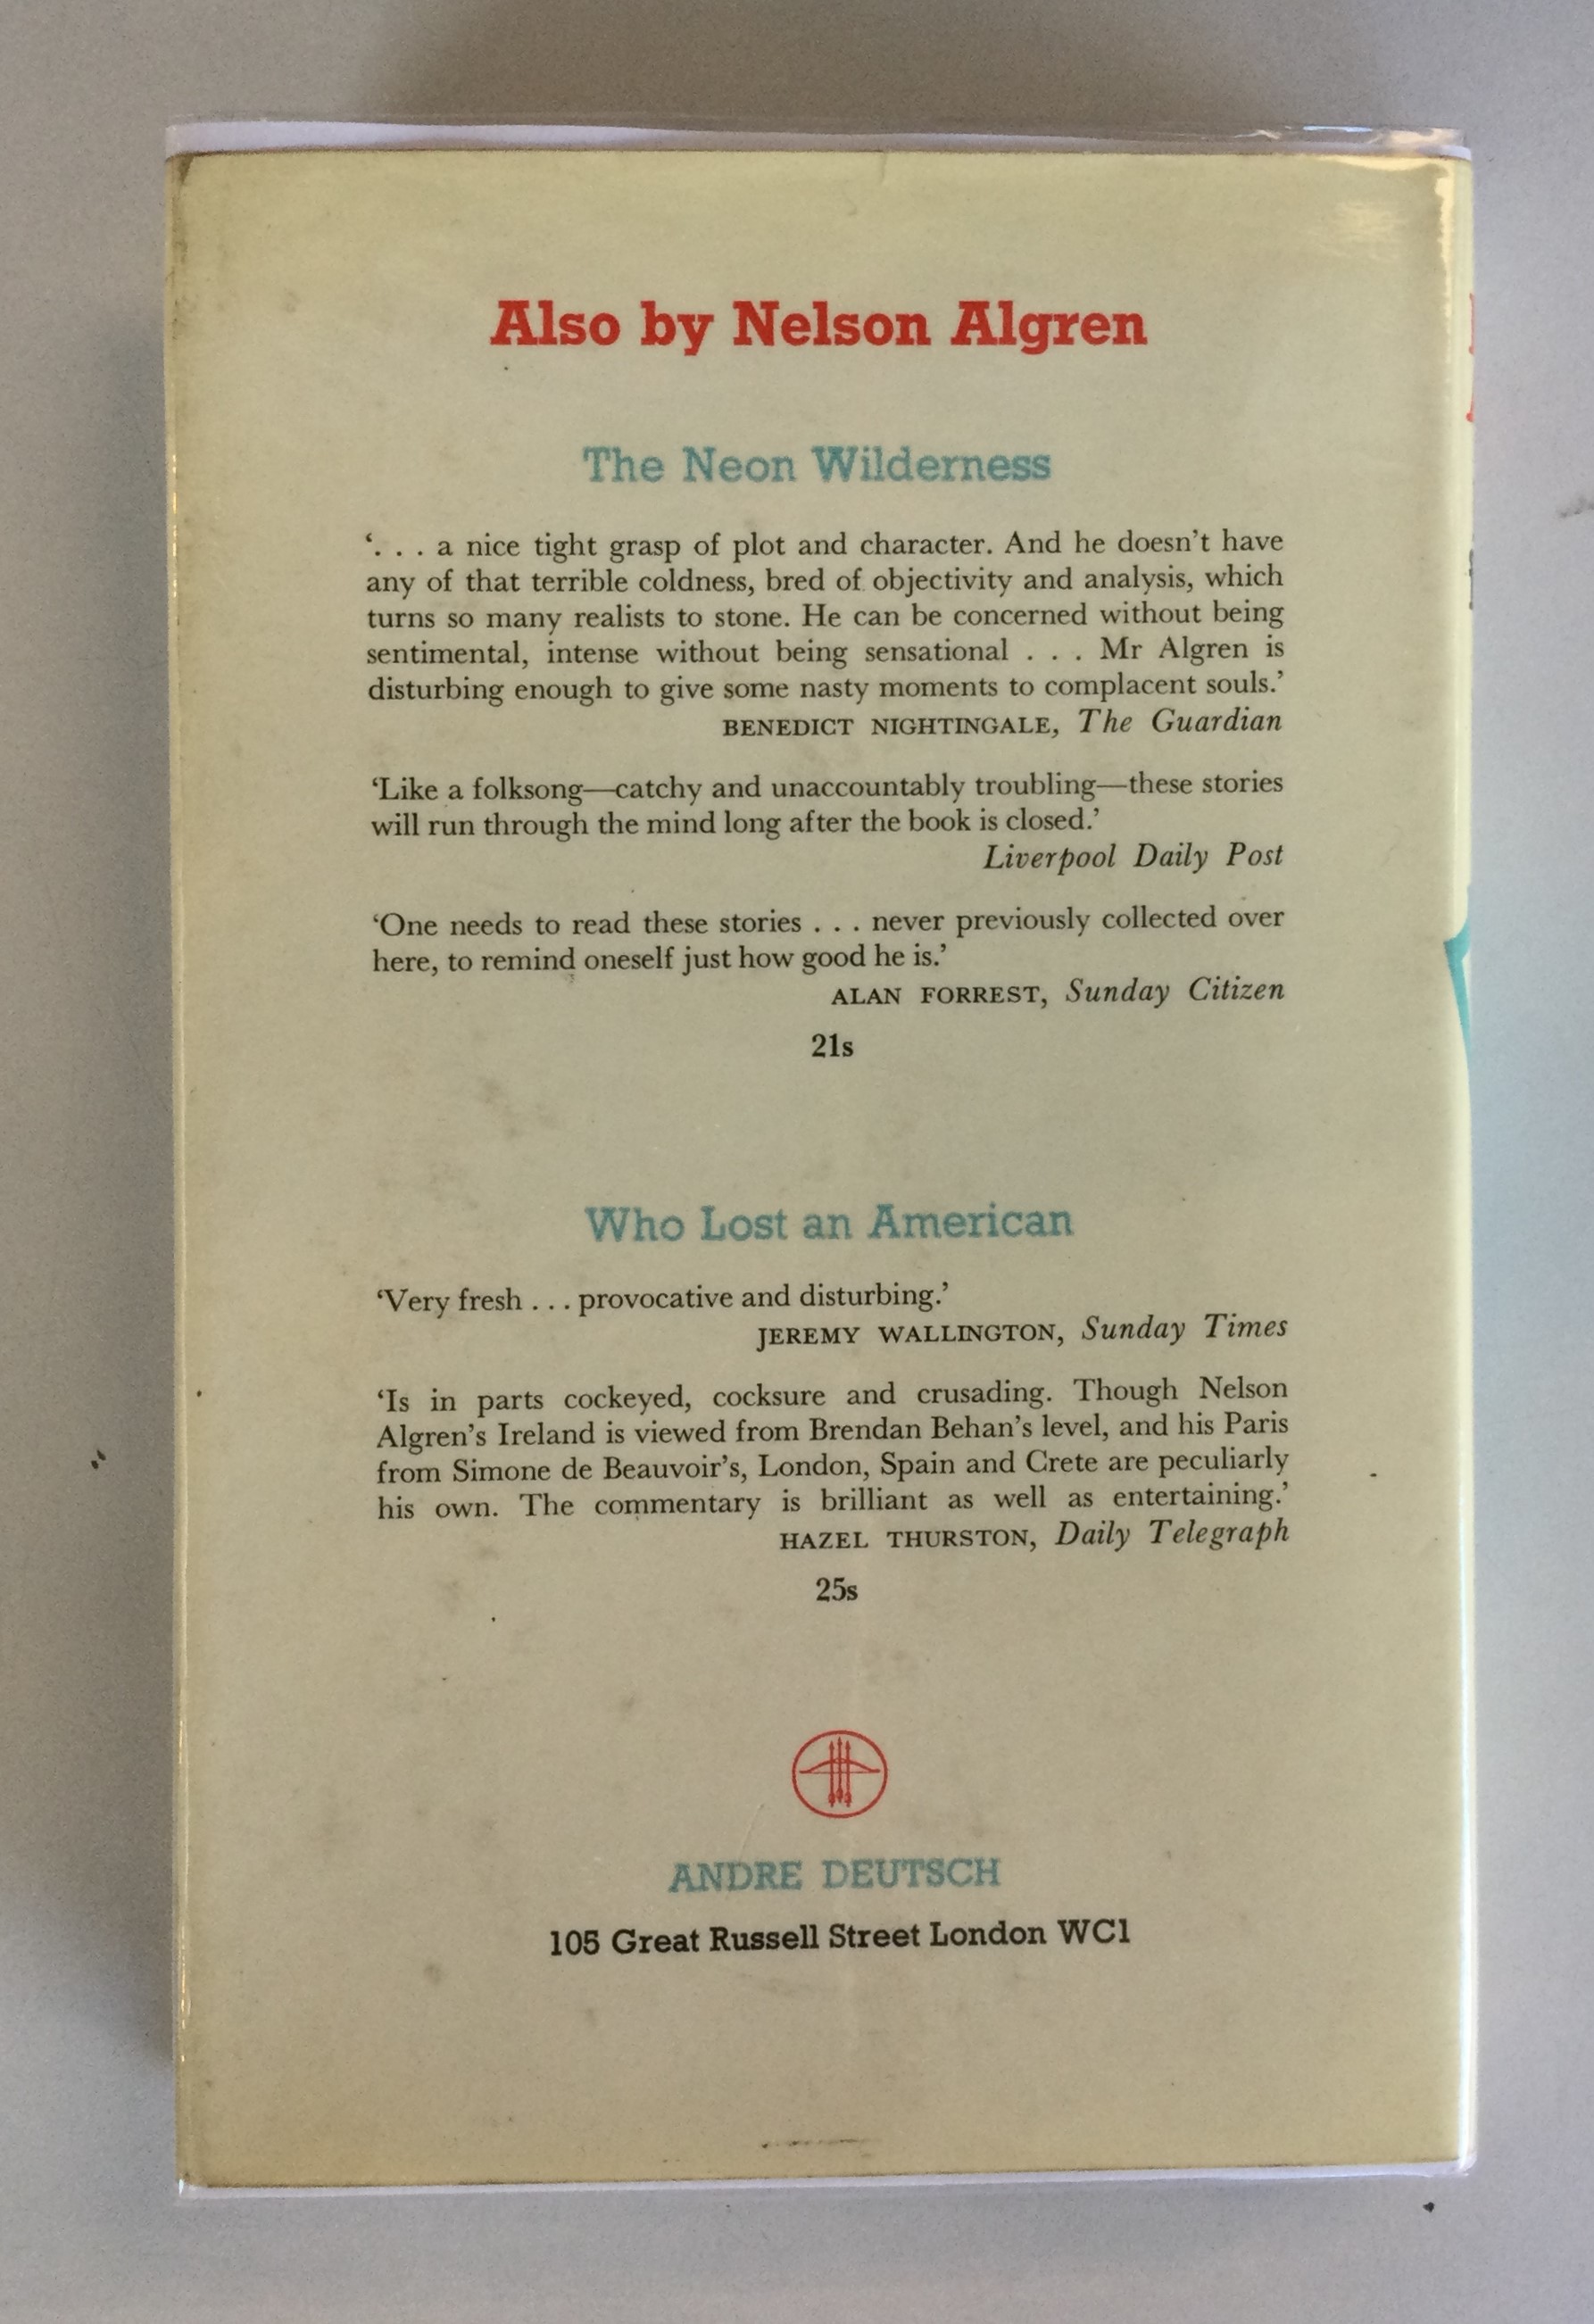 Also by Nelson Algren
The Neon Wilderness
‘. . . a nice tight grasp of plot and character. And he doesn’t have
any of that terrible coldness, bred of objectivity and analysis, which
turns so many realists to stone. He can be concerned without being
sentimental, intense without being sensational . . . Mr Algren is
disturbing enough to give some nasty moments to complacent souls.’
BENEDICT NIGHTINGALE, The Guardian
‘Like a folksong—catchy and unaccountably troubling—these stories
will run through the mind long after the book is closed.’
Liverpool Daily Post
‘One needs to read these stories . . . never previously collected over
here, to remind oneself just how good he is.’
ALAN FORREST, Sunday Citizen
21s
Who Lost an American
‘Very fresh . . . provocative and disturbing.’
JEREMY WALLINGTON, Sunday Times
‘Is in parts cockeyed, cocksure and crusading. Though Nelson
Algren’s Ireland is viewed from Brendan Behan’s level, and his Paris
from Simone de Beauvoir’s, London, Spain and Crete are peculiarly
his own. The commentary is brilliant as well as entertaining.’
HAZEL THURSTON, Daily Telegraph
25s
ANDRE DEUTSCH
105 Great Russell Street London WC1